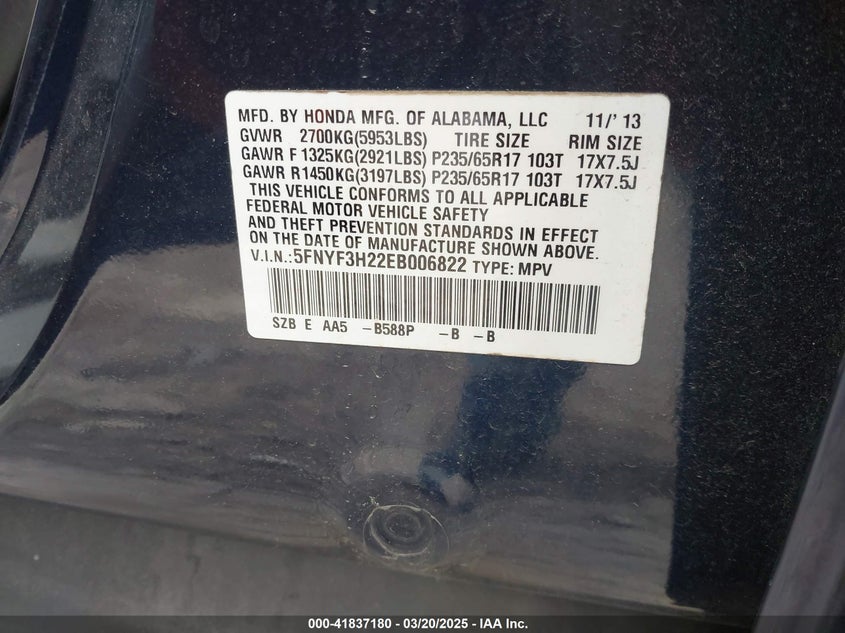 MFD. BY HONDA MFG. OF ALABAMA, LLC 11/'13
GVWR 2700KG(5953LBS) TIRE SIZE RIM SIZE
GAWR F 1325KG(2921LBS) P235/65R17 103T 17X7.5J
GAWR R1450KG(3197LBS) P235/65R17 103T 17X7.5J
THIS VEHICLE CONFORMS TO ALL APPLICABLE
FEDERAL MOTOR VEHICLE SAFETY
AND THEFT PREVENTION STANDARDS IN EFFECT
ON THE DATE OF MANUFACTURE SHOWN ABOVE.
V.I.N.:5FNYF3H22EB006822 TYPE: MPV
SZB E AA5 -B588P -B -B
000-41837180 - 03/20/2025 - IAA Inc.